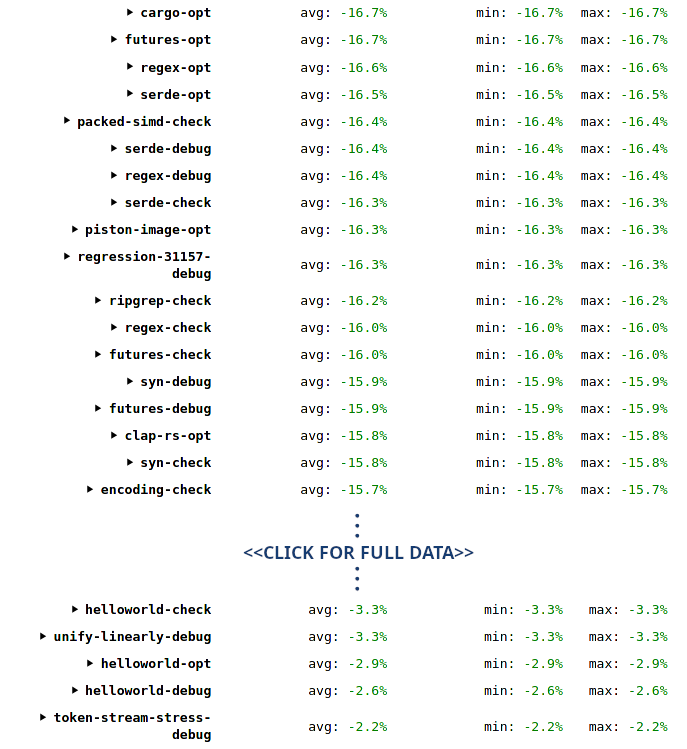 ▶ cargo-opt avg: -16.7% min: -16.7% max: -16.7%
▶ futures-opt avg: -16.7% min: -16.7% max: -16.7%
▶ regex-opt avg: -16.6% min: -16.6% max: -16.6%
▶ serde-opt avg: -16.5% min: -16.5% max: -16.5%
▶ packed-simd-check avg: -16.4% min: -16.4% max: -16.4%
▶ serde-debug avg: -16.4% min: -16.4% max: -16.4%
▶ regex-debug avg: -16.4% min: -16.4% max: -16.4%
▶ serde-check avg: -16.3% min: -16.3% max: -16.3%
▶ piston-image-opt avg: -16.3% min: -16.3% max: -16.3%
▶ regression-31157-
debug avg: -16.3% min: -16.3% max: -16.3%
▶ ripgrep-check avg: -16.2% min: -16.2% max: -16.2%
▶ regex-check avg: -16.0% min: -16.0% max: -16.0%
▶ futures-check avg: -16.0% min: -16.0% max: -16.0%
▶ syn-debug avg: -15.9% min: -15.9% max: -15.9%
▶ futures-debug avg: -15.9% min: -15.9% max: -15.9%
▶ clap-rs-opt avg: -15.8% min: -15.8% max: -15.8%
▶ syn-check avg: -15.8% min: -15.8% max: -15.8%
▶ encoding-check avg: -15.7% min: -15.7% max: -15.7%
<<CLICK FOR FULL DATA>>
▶ helloworld-check avg: -3.3% min: -3.3% max: -3.3%
▶ unify-linearly-debug avg: -3.3% min: -3.3% max: -3.3%
▶ helloworld-opt avg: -2.9% min: -2.9% max: -2.9%
▶ helloworld-debug avg: -2.6% min: -2.6% max: -2.6%
▶ token-stream-stress-
debug avg: -2.2% min: -2.2% max: -2.2%